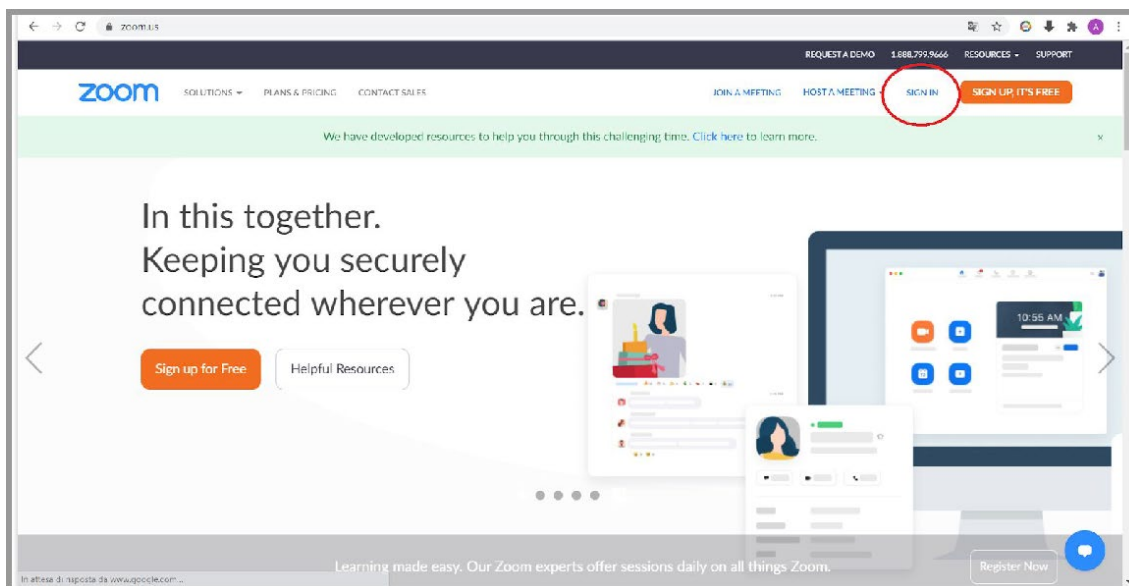 zoom.us
REQUEST A DEMO 1.888.799.9666 RESOURCES SUPPORT
zoom SOLUTIONS PLANS & PRICING CONTACT SALES JOIN A MEETING HOST A MEETING SIGN IN SIGN UP, IT'S FREE
We have developed resources to help you through this challenging time. Click here to learn more. x
In this together.
Keeping you securely
connected wherever you are.
10:55 AM
Sign up for Free Helpful Resources
Learning made easy. Our Zoom experts offer sessions daily on all things Zoom. Register Now
In attesa di risposta da www.google.com...